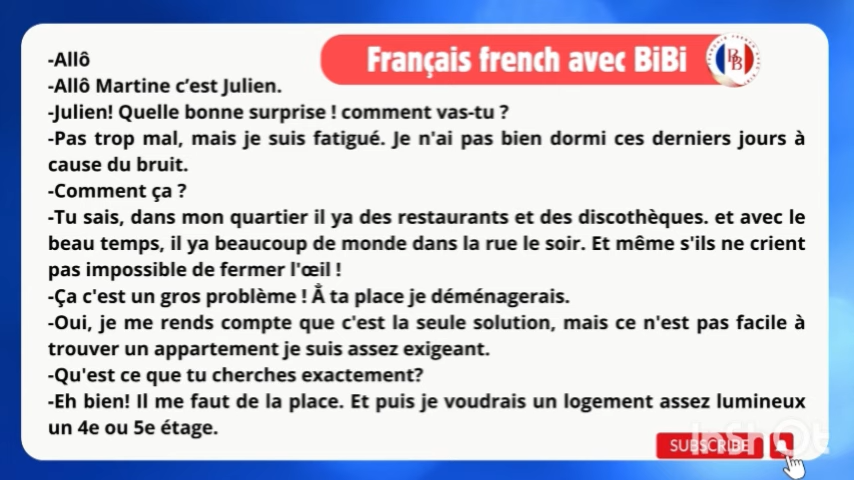 Français french avec BiBi
-Allô
-Allô Martine c’est Julien.
-Julien! Quelle bonne surprise ! comment vas-tu ?
-Pas trop mal, mais je suis fatigué. Je n'ai pas bien dormi ces derniers jours à
cause du bruit.
-Comment ça ?
-Tu sais, dans mon quartier il ya des restaurants et des discothèques. et avec le
beau temps, il ya beaucoup de monde dans la rue le soir. Et même s'ils ne crient
pas impossible de fermer l'œil !
-Ça c'est un gros problème ! Å̀ ta place je déménagerais.
-Oui, je me rends compte que c'est la seule solution, mais ce n'est pas facile à
trouver un appartement je suis assez exigeant.
-Qu'est ce que tu cherches exactement?
-Eh bien! Il me faut de la place. Et puis je voudrais un logement assez lumineux
un 4e ou 5e étage.
SUBSCRIBE
InShOt